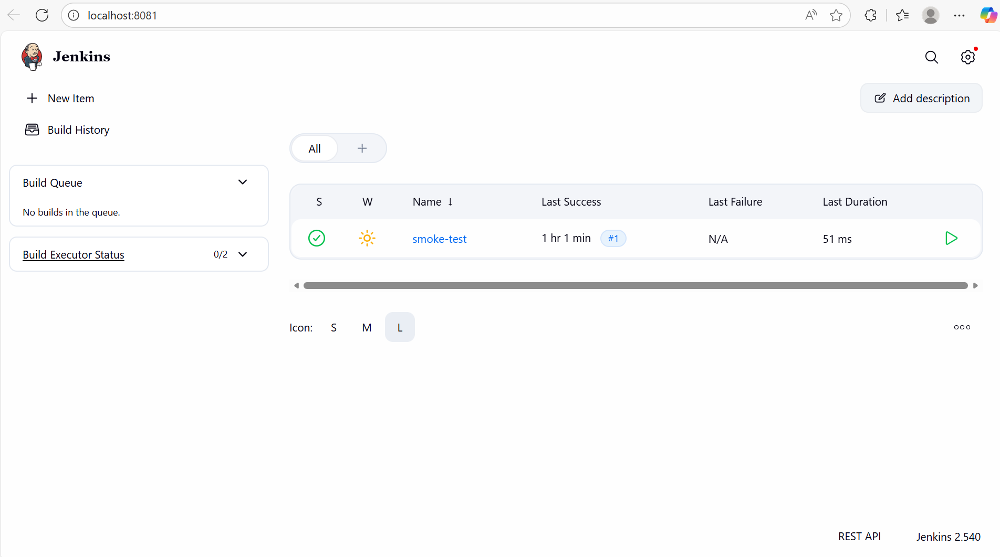 localhost:8081
Jenkins
New Item
Add description
Build History
All
Build Queue
No builds in the queue.
Build Executor Status 0/2
S W Name ↓ Last Success Last Failure Last Duration
smoke-test 1 hr 1 min #1 N/A 51 ms
Icon: S M L
REST API Jenkins 2.540